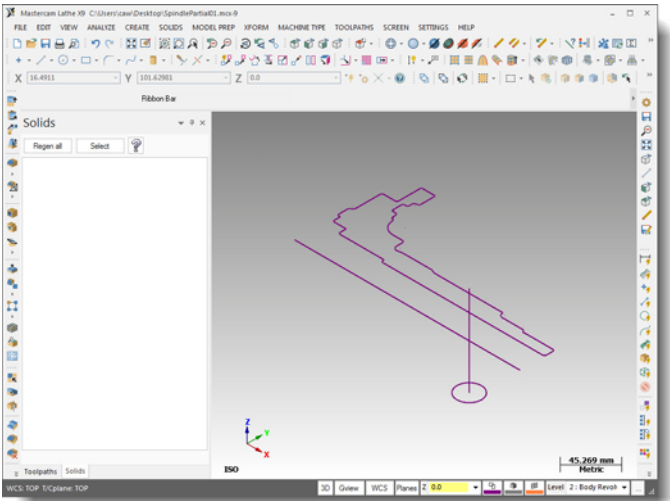 Mastercam Lathe X9 C:\Users\caw\Desktop\SpindlePartial01.mcx-9
FILE EDIT VIEW ANALYZE CREATE SOLIDS MODEL PREP XFORM MACHINE TYPE TOOLPATHS SCREEN SETTINGS HELP
X 16.4911 Y 101.62981 Z 0.0
Ribbon Bar
Solids
Regen all Select
Z
Y
X
ISO
45.269 mm
Metric
Toolpaths Solids
WCS: TOP T/Cplane: TOP 3D Gview WCS Planes Z 0.0 Level 2 : Body Revolv